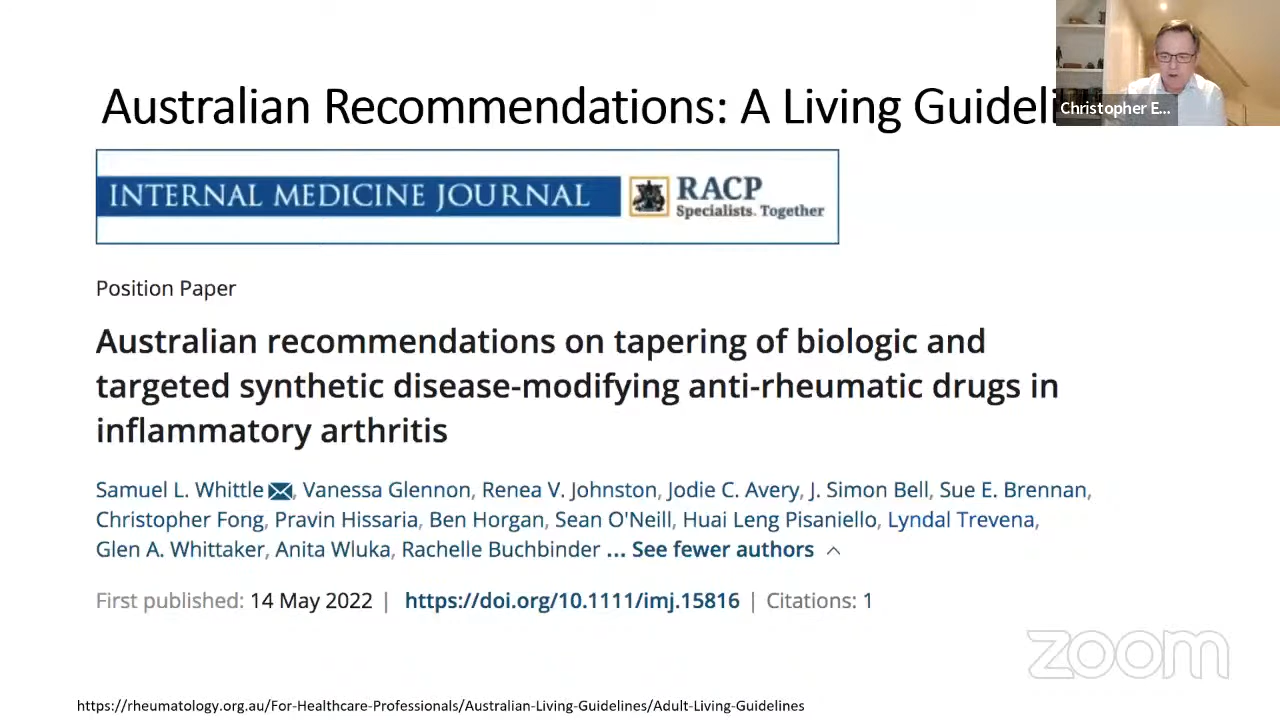 Australian Recommendations: A Living Guideli
Christopher E...
INTERNAL MEDICINE JOURNAL
RACP
Specialists. Together
Position Paper
Australian recommendations on tapering of biologic and
targeted synthetic disease-modifying anti-rheumatic drugs in
inflammatory arthritis
Samuel L. Whittle, Vanessa Glennon, Renea V. Johnston, Jodie C. Avery, J. Simon Bell, Sue E. Brennan,
Christopher Fong, Pravin Hissaria, Ben Horgan, Sean O'Neill, Huai Leng Pisaniello, Lyndal Trevena,
Glen A. Whittaker, Anita Wluka, Rachelle Buchbinder ... See fewer authors
First published: 14 May 2022 | https://doi.org/10.1111/imj.15816 | Citations: 1
zoom
https://rheumatology.org.au/For-Healthcare-Professionals/Australian-Living-Guidelines/Adult-Living-Guidelines